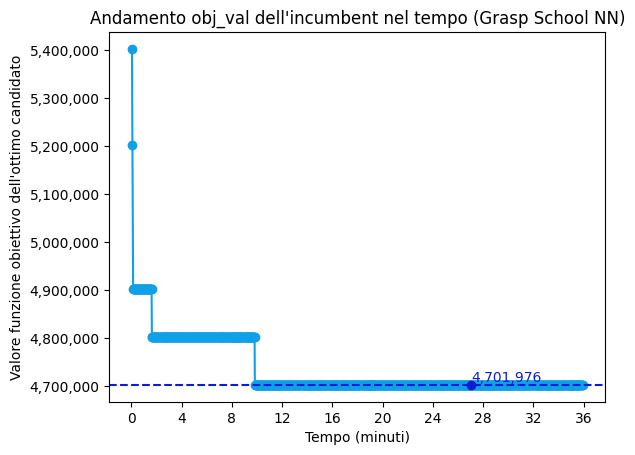 Andamento obj_val dell'incumbent nel tempo (Grasp School NN)
Valore funzione obiettivo dell'ottimo candidato
5,400,000
5,300,000
5,200,000
5,100,000
5,000,000
4,900,000
4,800,000
4,700,000
4,701,976
0 4 8 12 16 20 24 28 32 36
Tempo (minuti)